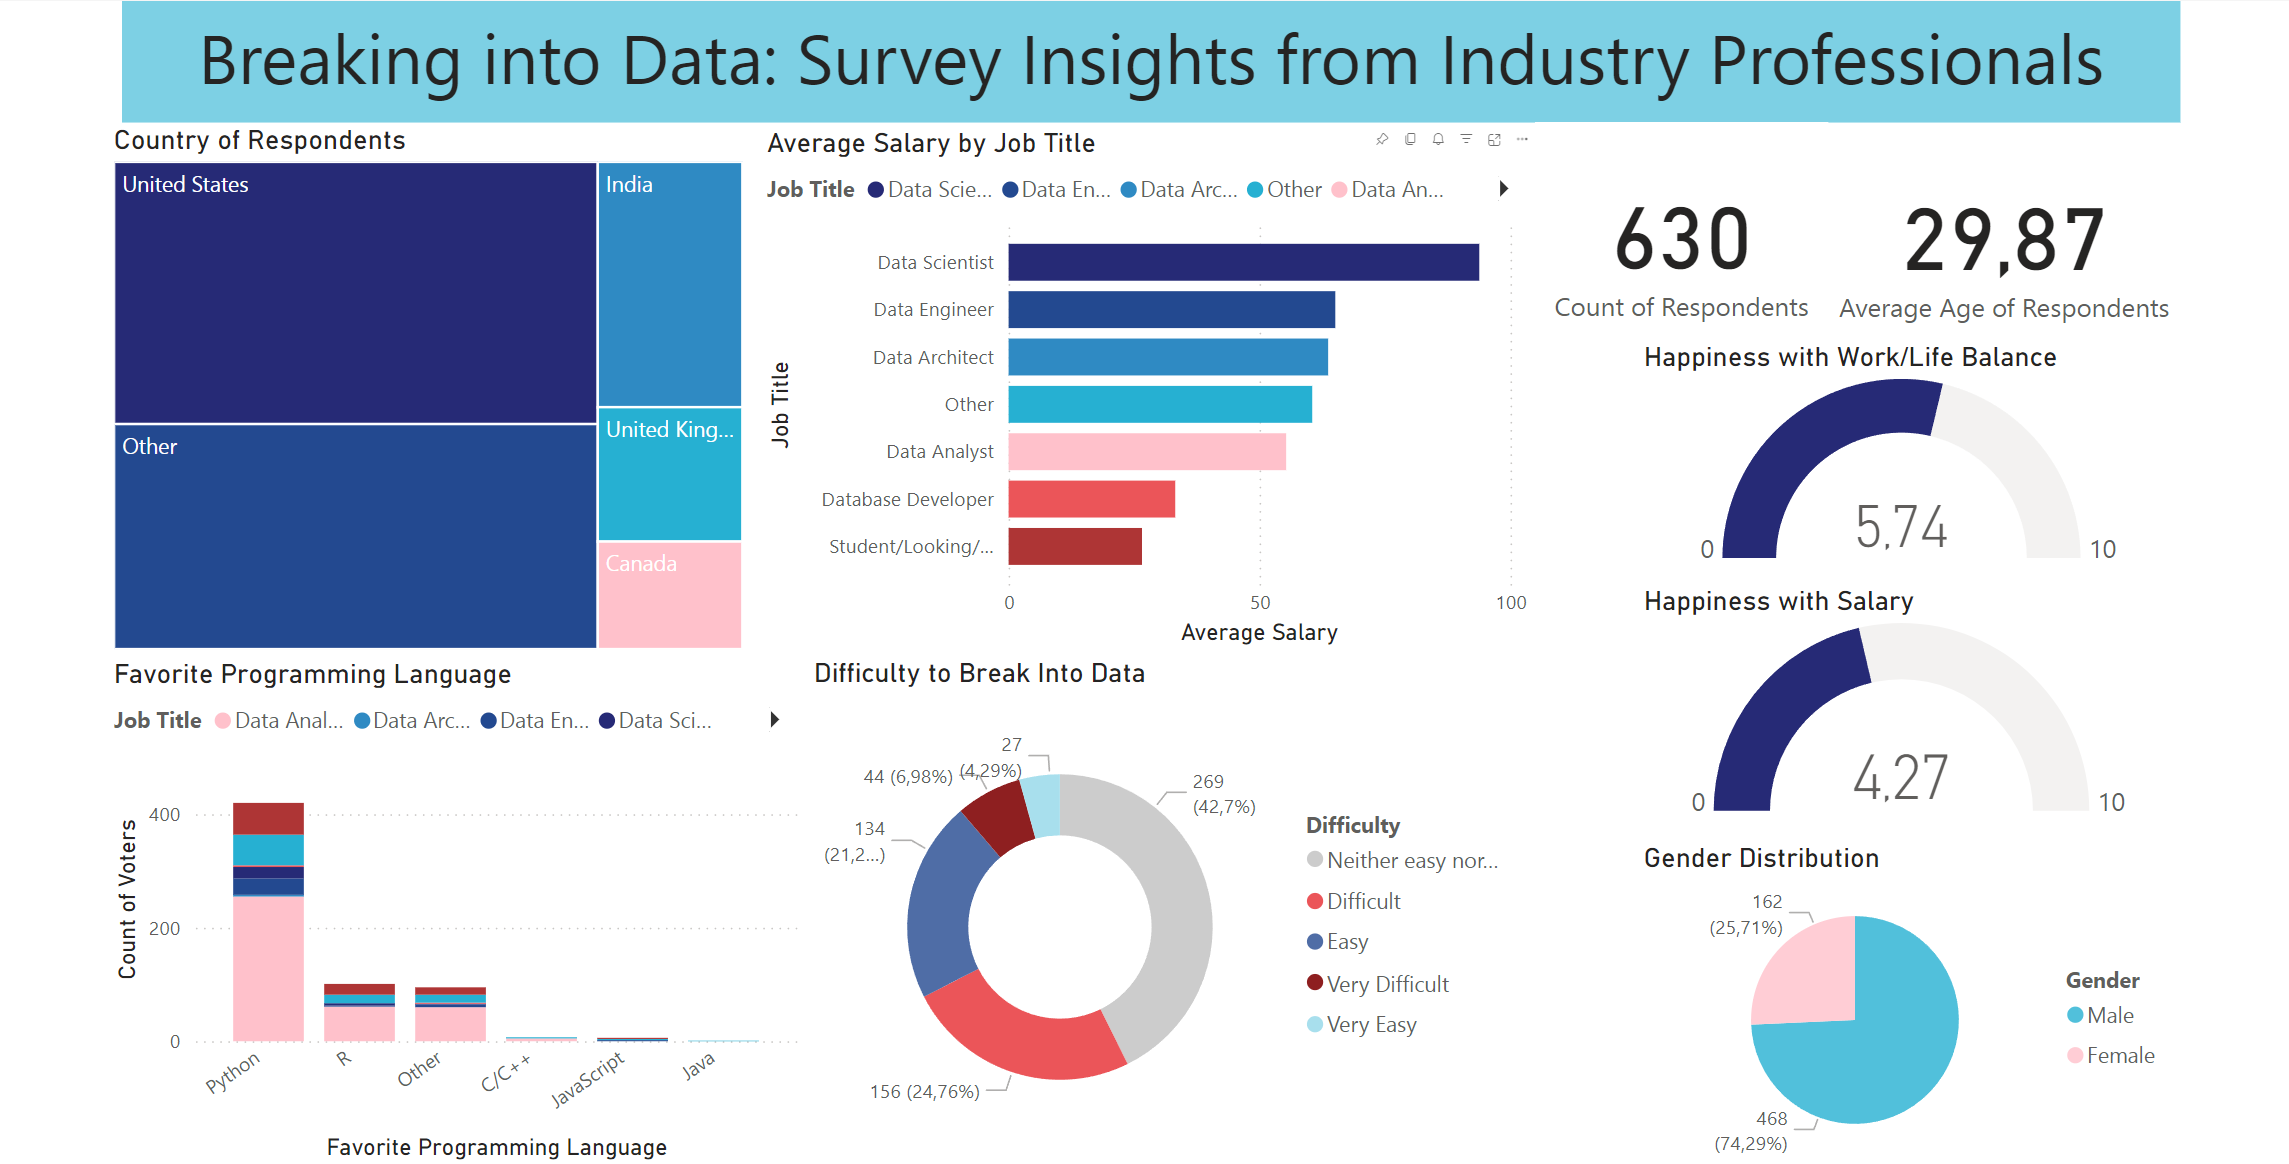 Breaking into Data: Survey Insights from Industry Professionals
Country of Respondents
United States
India
Other
United King...
Canada
Average Salary by Job Title
Job Title Data Scie... Data En... Data Arc... Other Data An...
Job Title
Data Scientist
Data Engineer
Data Architect
Other
Data Analyst
Database Developer
Student/Looking/...
0 50 100
Average Salary
630
Count of Respondents
29,87
Average Age of Respondents
Happiness with Work/Life Balance
5,74
0 10
Happiness with Salary
4,27
0 10
Favorite Programming Language
Job Title Data Anal... Data Arc... Data En... Data Sci...
Count of Voters
400
200
0
Python R Other C/C++ JavaScript Java
Favorite Programming Language
Difficulty to Break Into Data
27
(4,29%)
44 (6,98%)
134
(21,2...)
269
(42,7%)
156 (24,76%)
Difficulty
Neither easy nor...
Difficult
Easy
Very Difficult
Very Easy
Gender Distribution
162
(25,71%)
468
(74,29%)
Gender
Male
Female